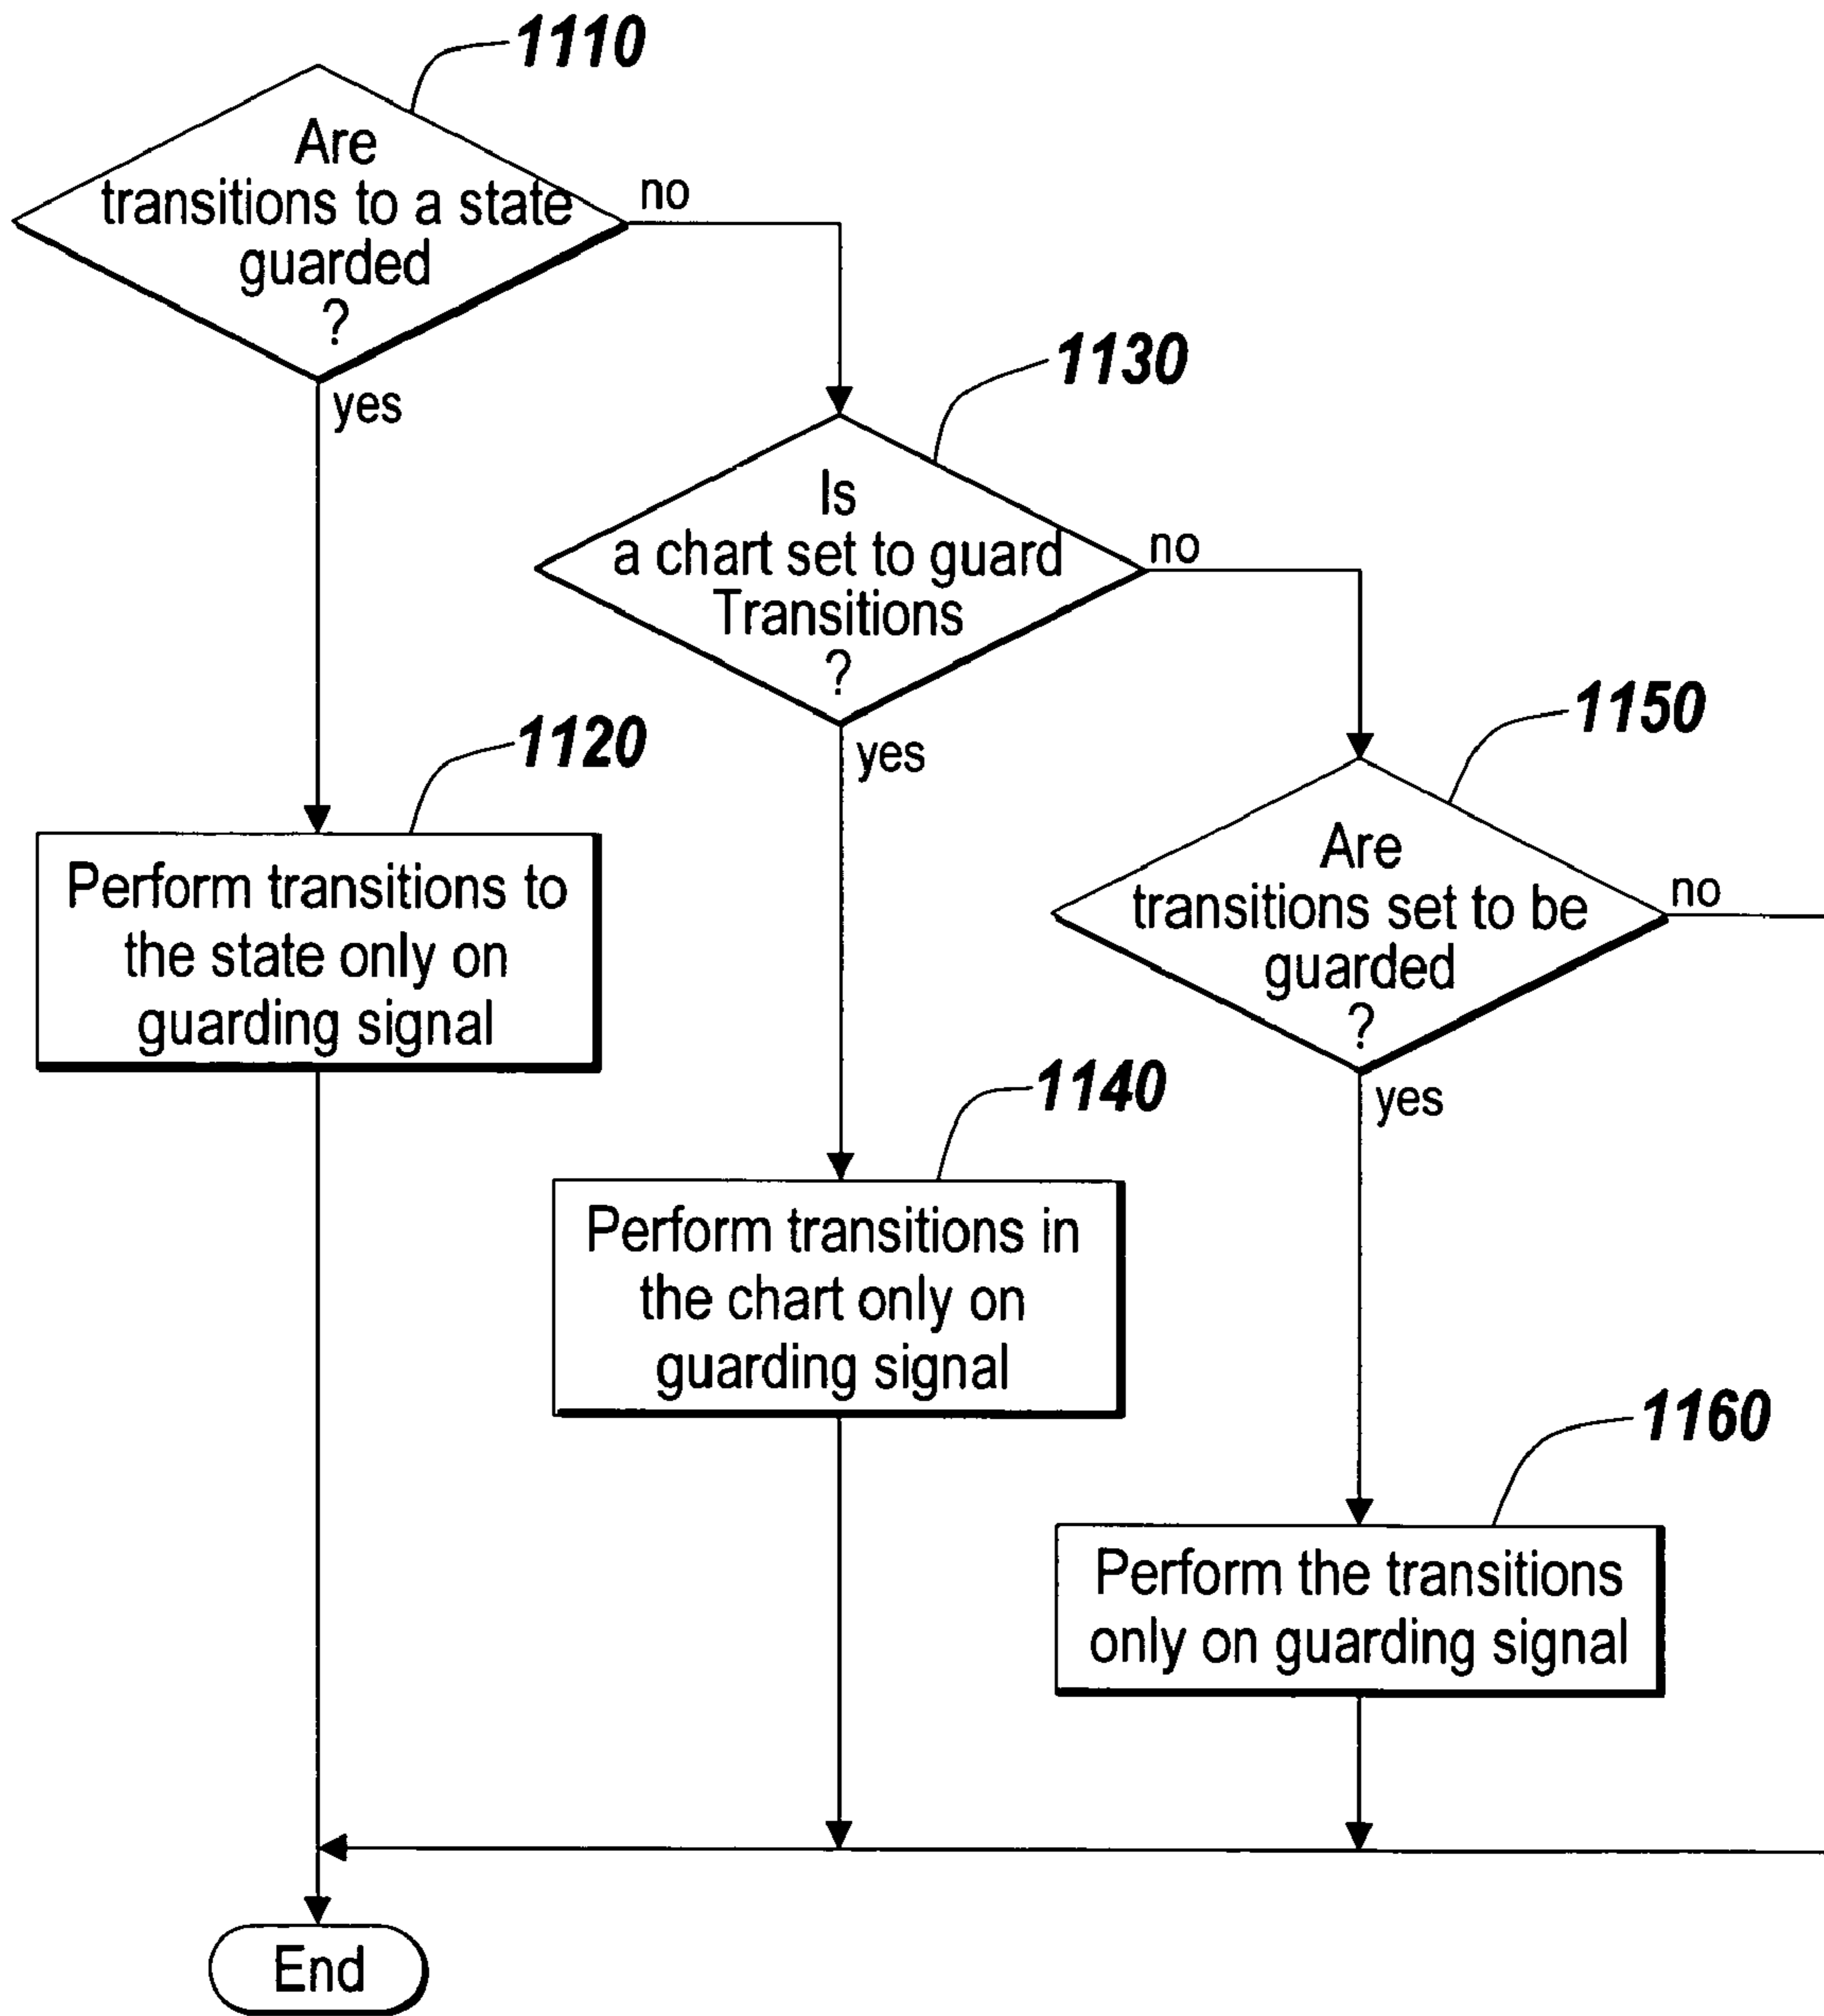 1110
Are
transitions to a state
guarded
?
no
yes
1130
Is
a chart set to guard
Transitions
?
no
yes
1120
Perform transitions to
the state only on
guarding signal
1150
Are
transitions set to be
guarded
?
no
yes
1140
Perform transitions in
the chart only on
guarding signal
1160
Perform the transitions
only on guarding signal
End